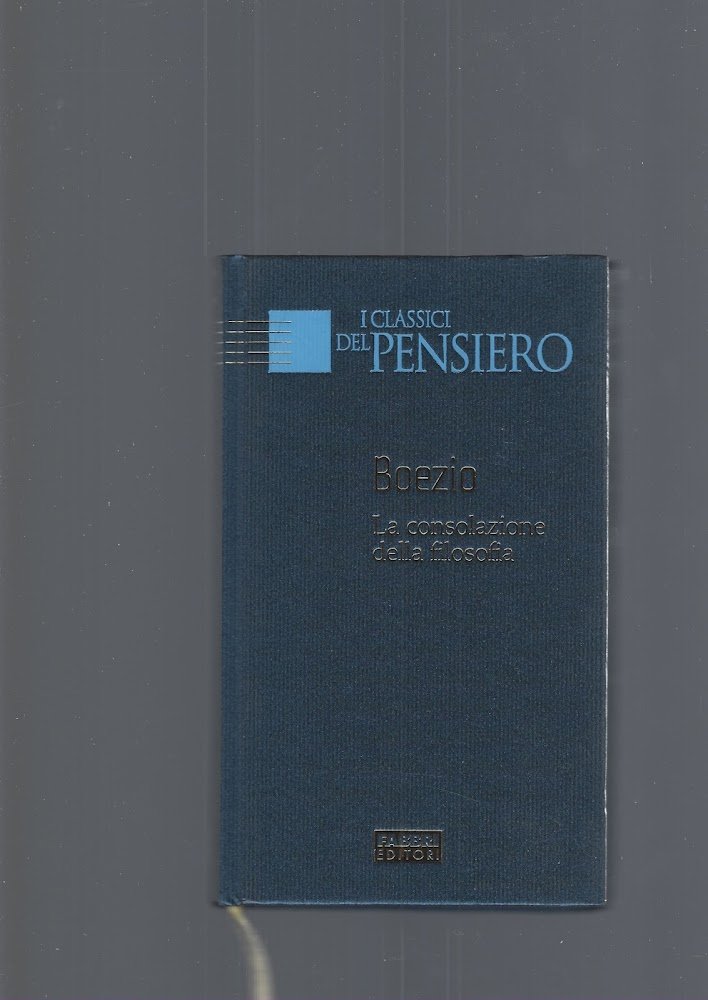 I CLASSICI
DEL PENSIERO
Boezio
La consolazione
della filosofia
FABBRI
EDITORI